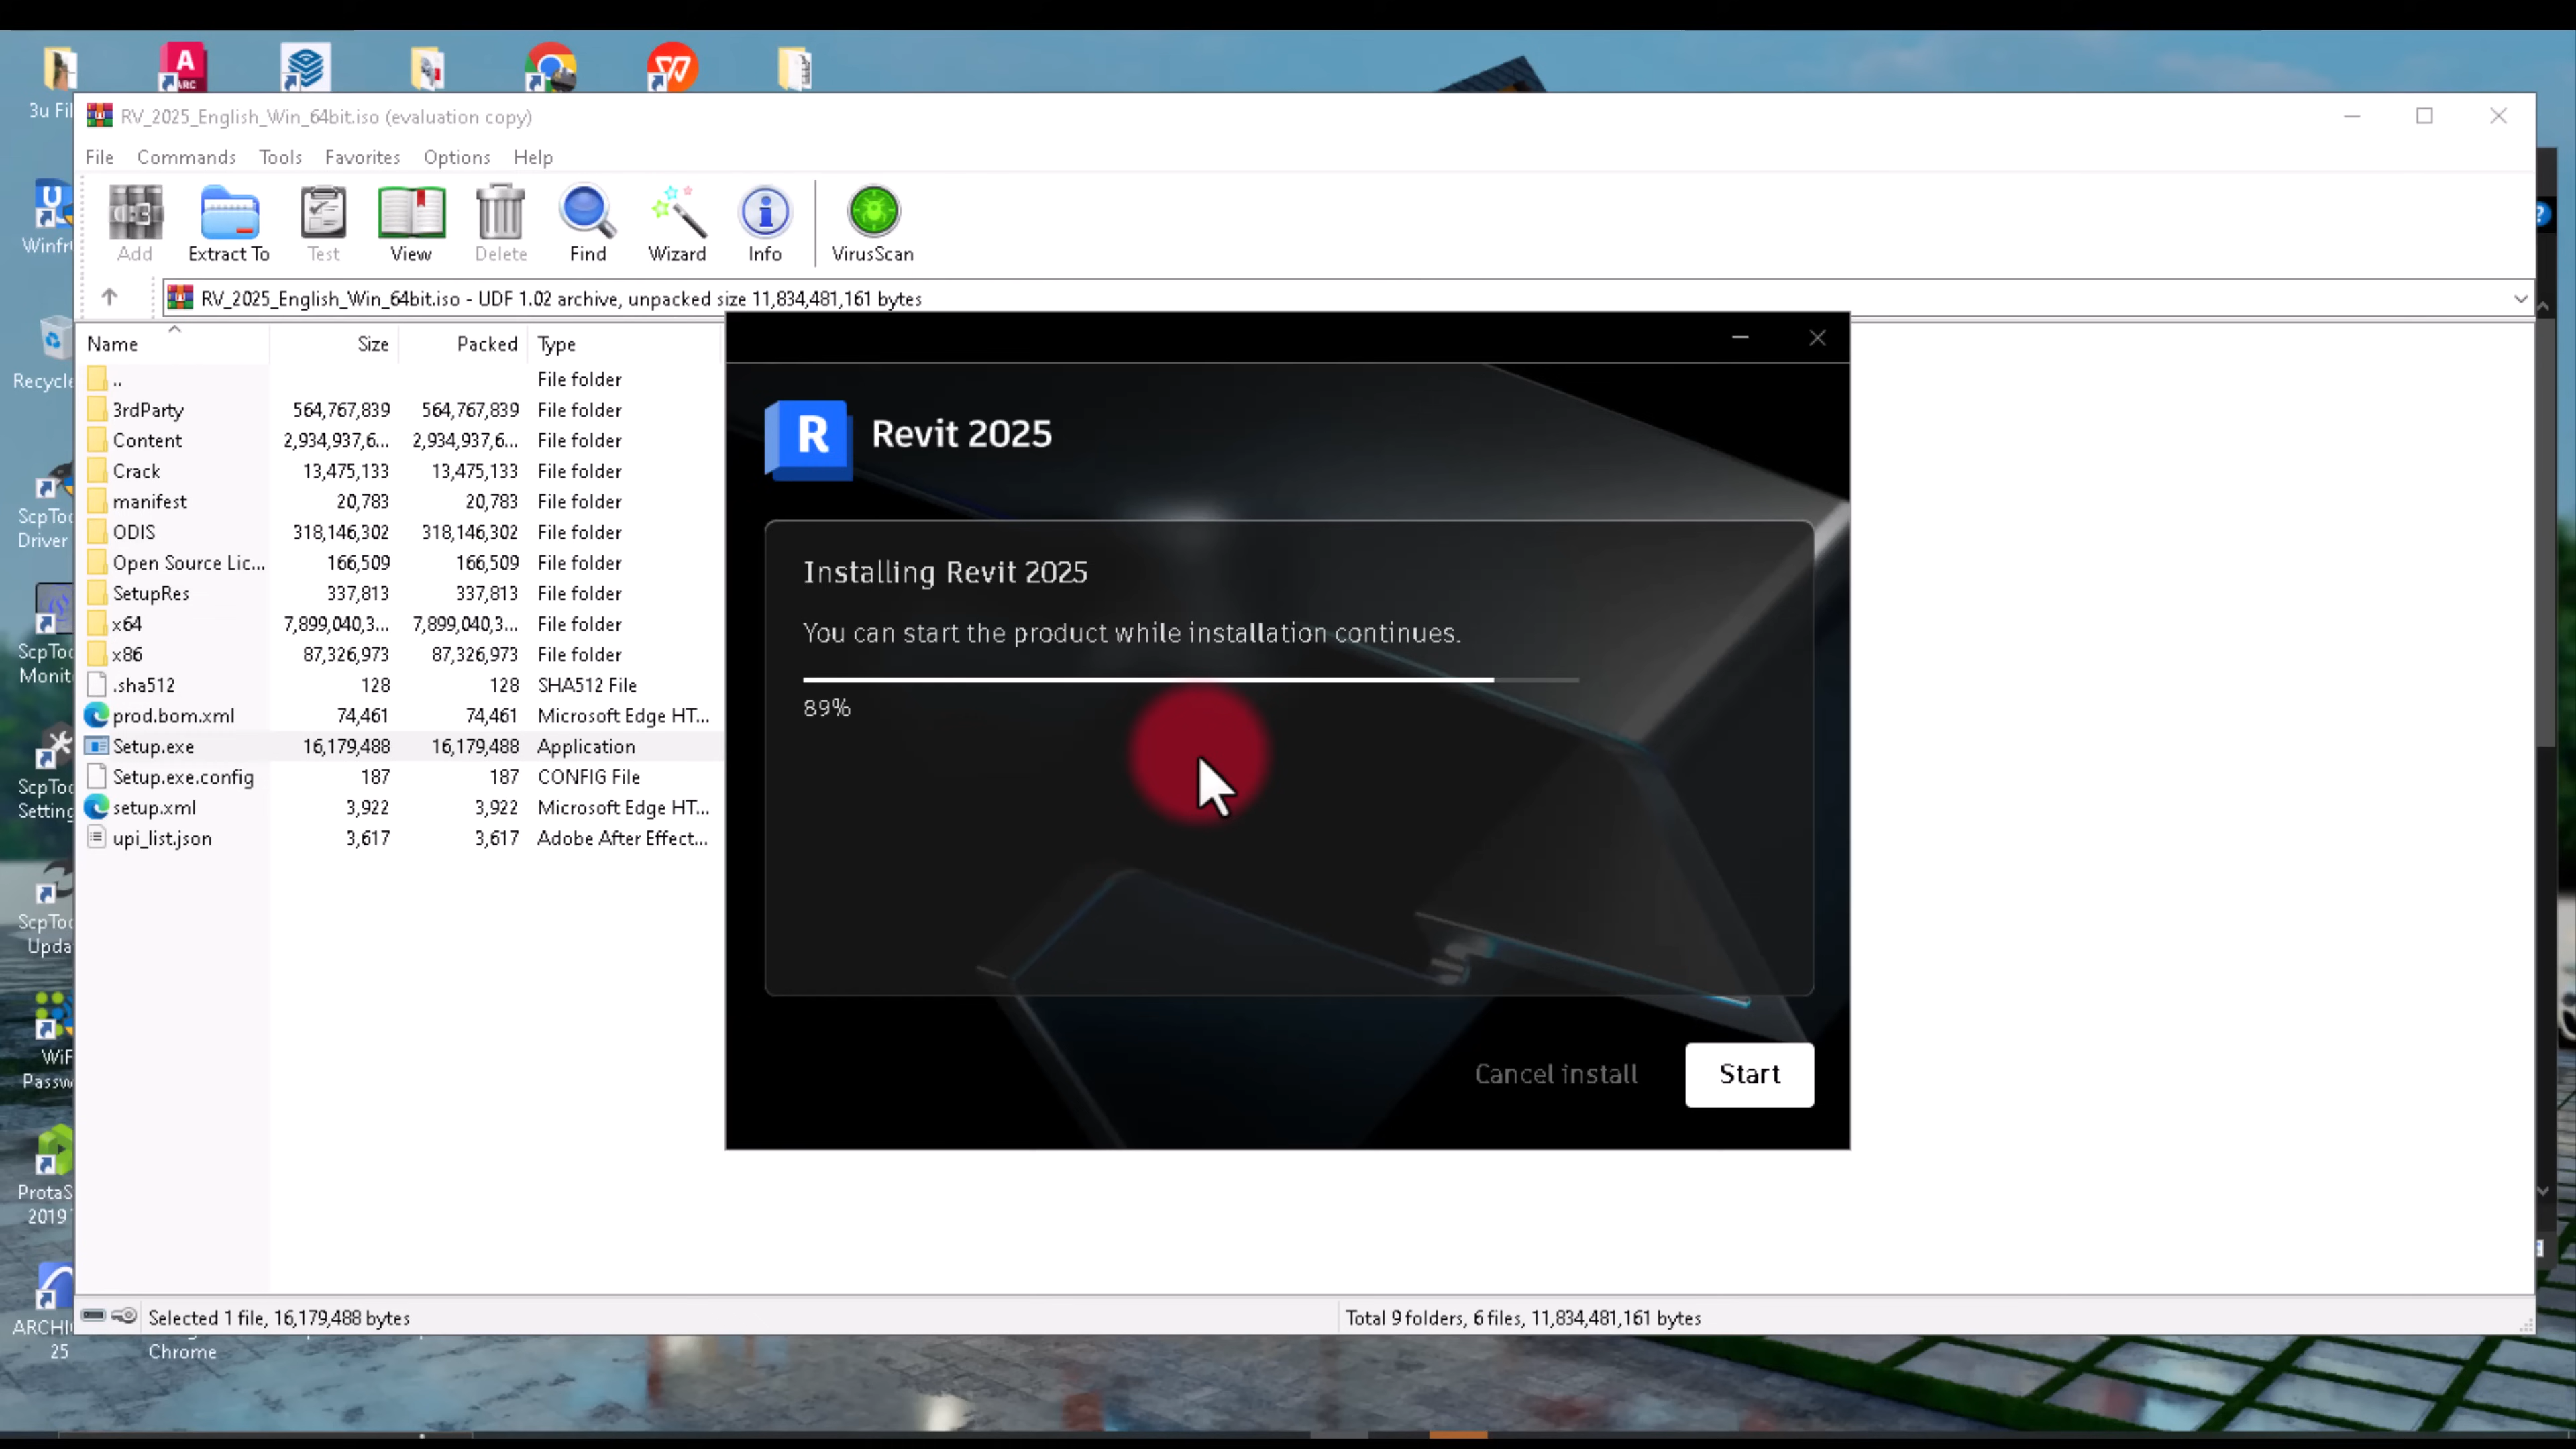 3u Fil
A
ARC
RV_2025_English_Win_64bit.iso (evaluation copy)
File Commands Tools Favorites Options Help
Add Extract To Test View Delete Find Wizard Info VirusScan
RV_2025_English_Win_64bit.iso - UDF 1.02 archive, unpacked size 11,834,481,161 bytes
Name Size Packed Type
.. File folder
3rdParty 564,767,839 564,767,839 File folder
Content 2,934,937,6... 2,934,937,6... File folder
Crack 13,475,133 13,475,133 File folder
manifest 20,783 20,783 File folder
ODIS 318,146,302 318,146,302 File folder
Open Source Lic... 166,509 166,509 File folder
SetupRes 337,813 337,813 File folder
x64 7,899,040,3... 7,899,040,3... File folder
x86 87,326,973 87,326,973 File folder
.sha512 128 128 SHA512 File
prod.bom.xml 74,461 74,461 Microsoft Edge HT...
Setup.exe 16,179,488 16,179,488 Application
Setup.exe.config 187 187 CONFIG File
setup.xml 3,922 3,922 Microsoft Edge HT...
upi_list.json 3,617 3,617 Adobe After Effect...
R Revit 2025
Installing Revit 2025
You can start the product while installation continues.
89%
Cancel install Start
Selected 1 file, 16,179,488 bytes
Total 9 folders, 6 files, 11,834,481,161 bytes
Winfr
Recycle
ScpToo
Driver
ScpToo
Monit
ScpToo
Setting
ScpToo
Upda
WiF
Passw
ProtaS
2019
ARCHI
25
Chrome